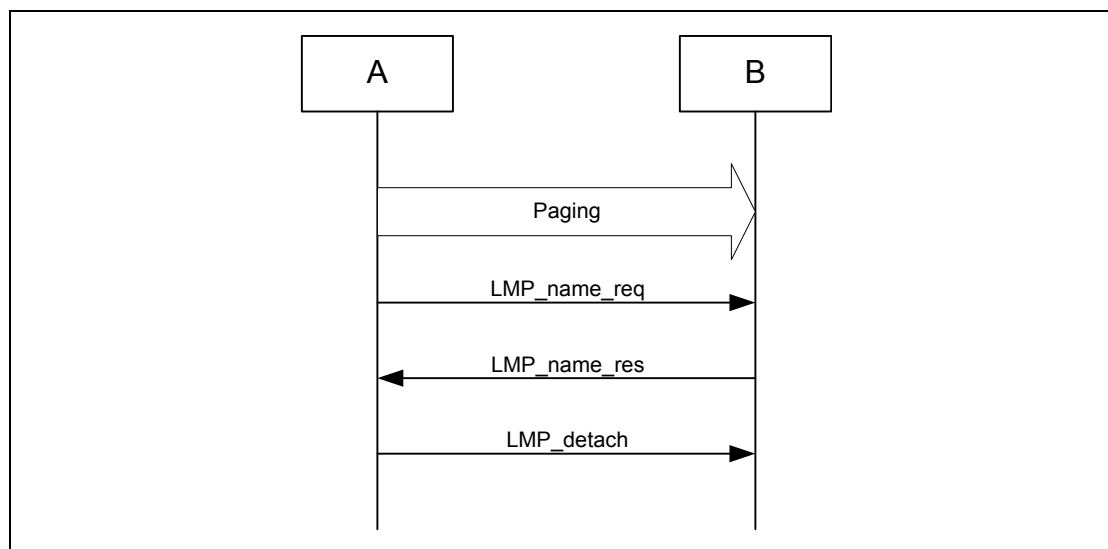 A
B
Paging
LMP_name_req
LMP_name_res
LMP_detach